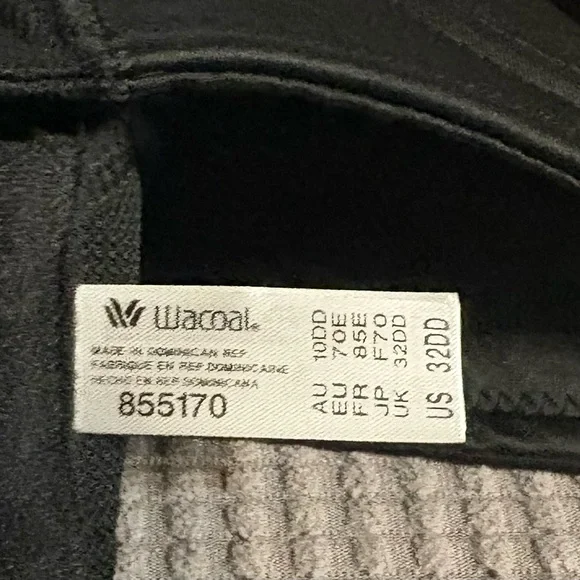 Wacoal®
MADE IN DOMINICAN REP
FABRIQUE EN REP DOMINICAINE
HECHO EN REP DOMINICANA
855170
AU 10DD
EU 70E
FR 85E
JP F70
UK 32DD
US 32DD